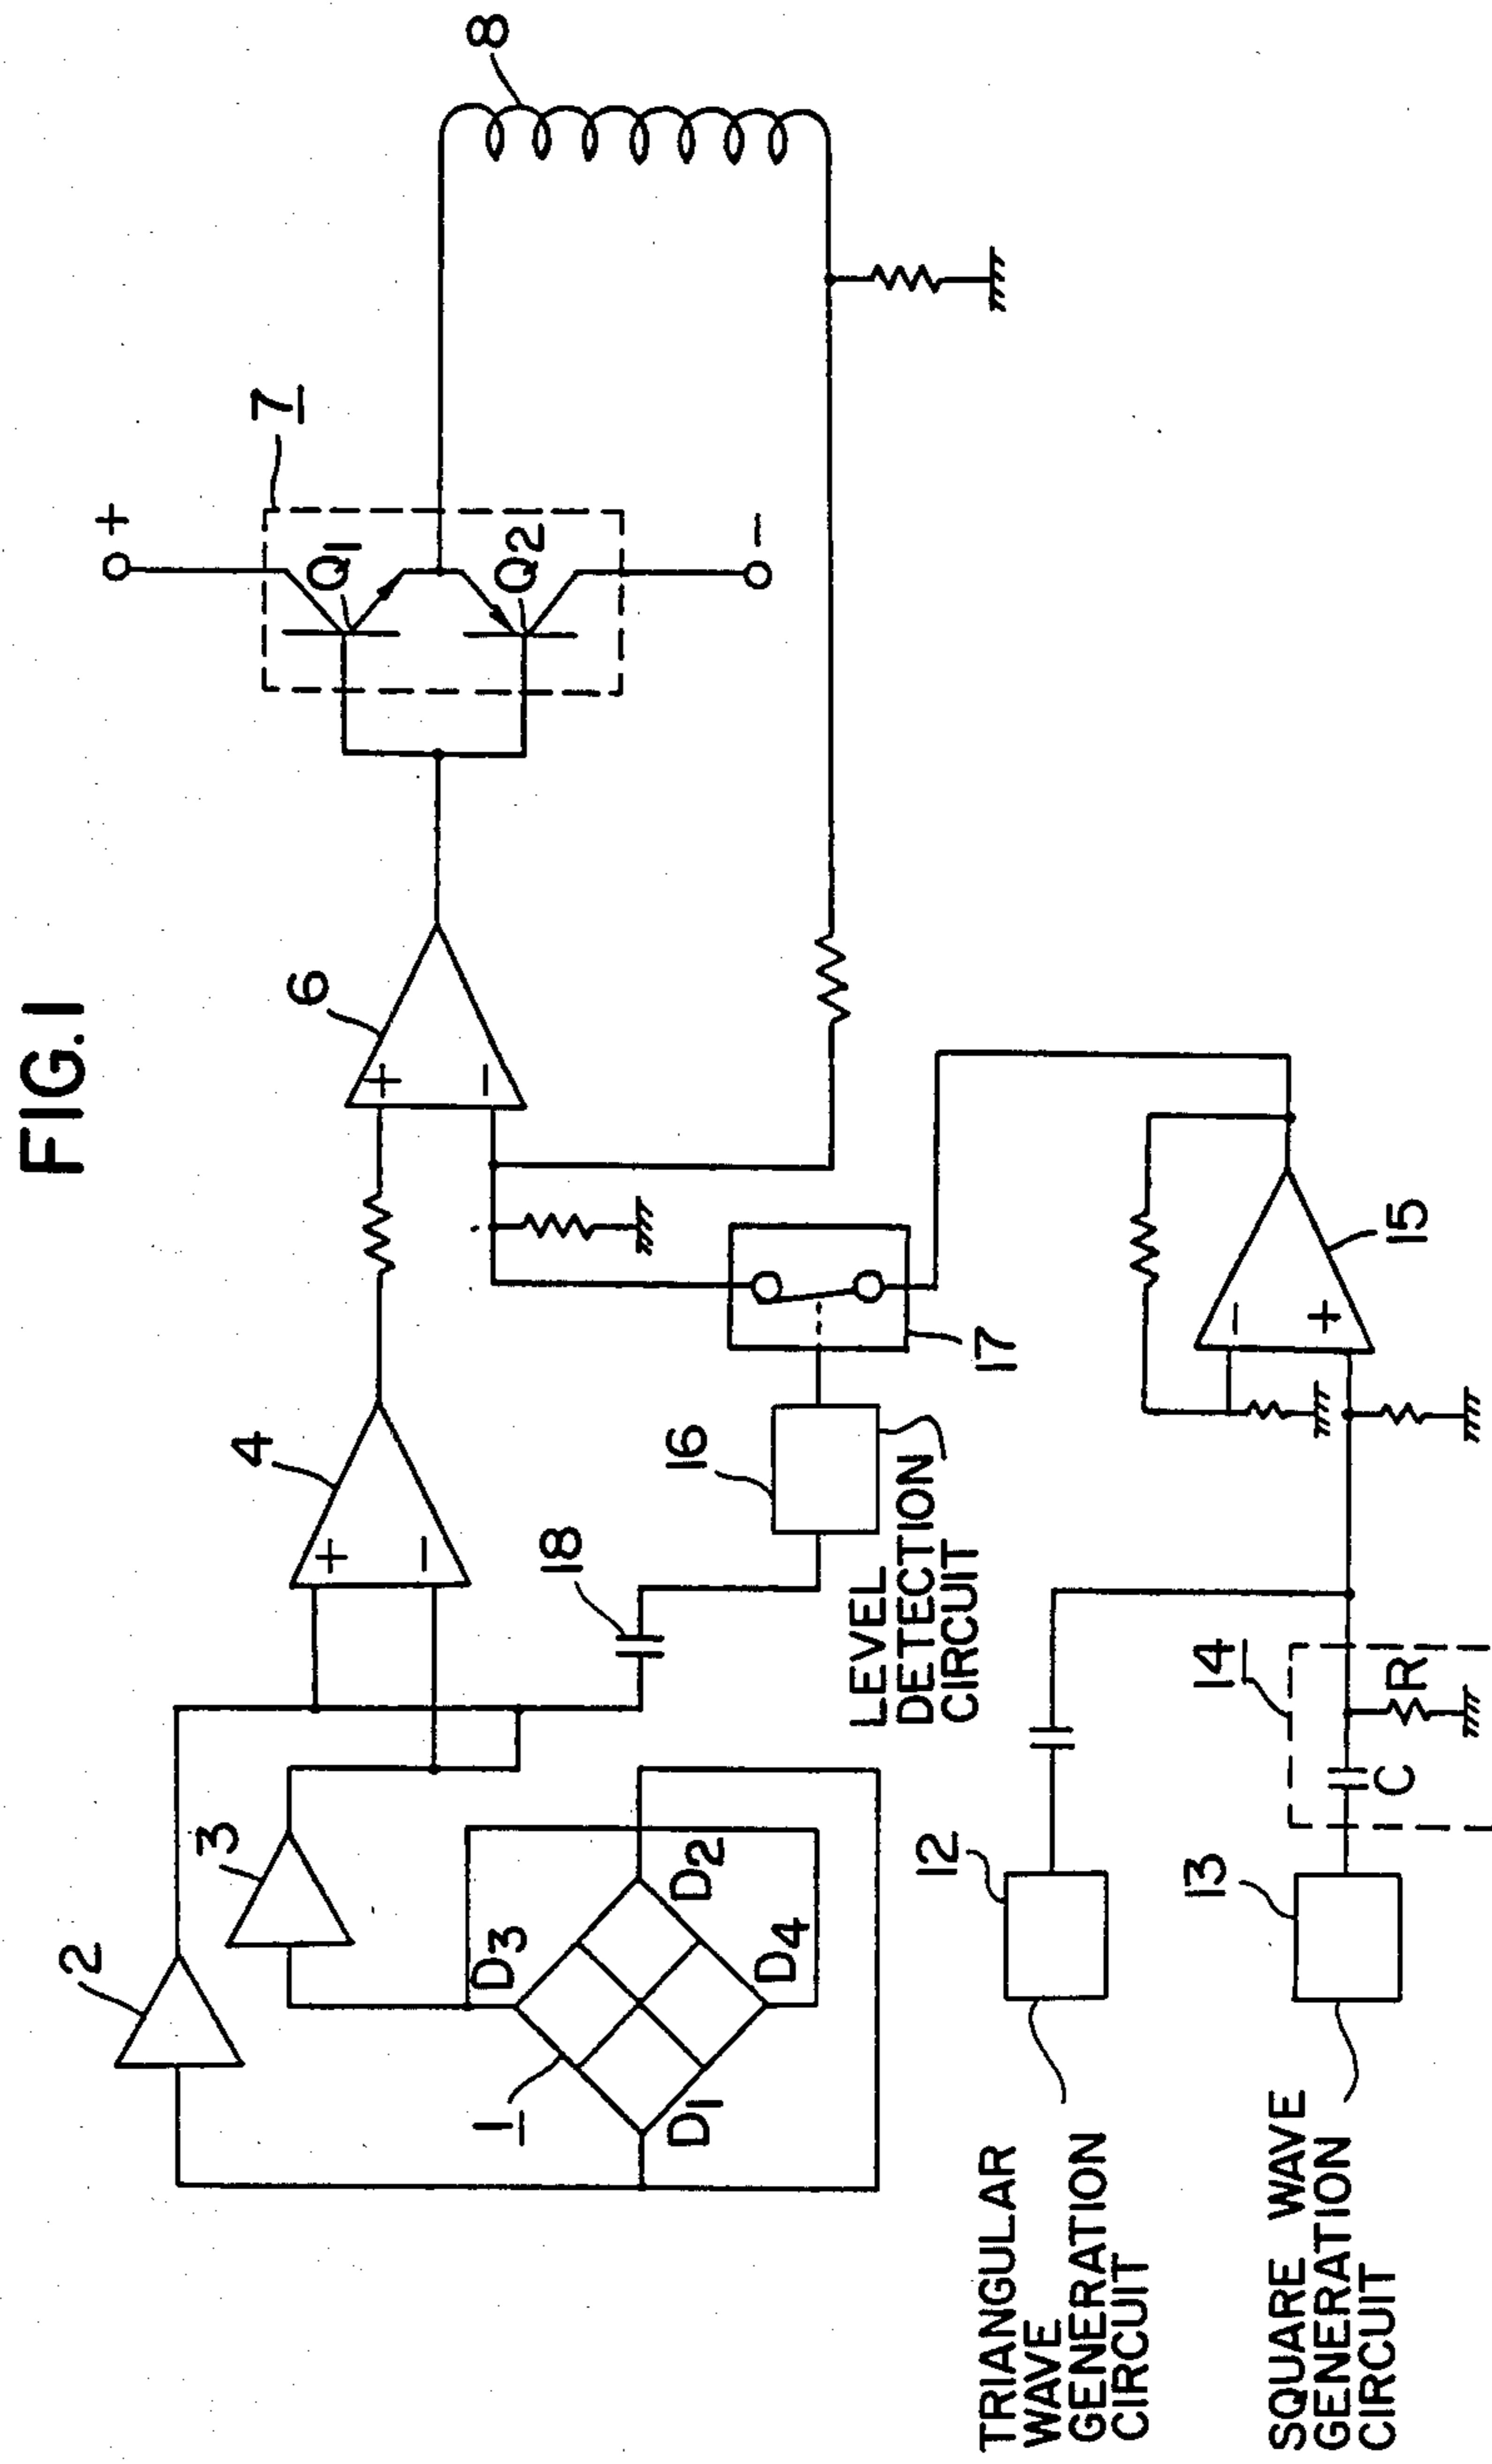 FIG.1
2
3
4
6
7
8
+
Q1
Q2
−
+
−
+
−
1
D3
D1
D2
D4
18
16
17
LEVEL
DETECTION
CIRCUIT
12
TRIANGULAR
WAVE
GENERATION
CIRCUIT
13
14
C
R
15
−
+
SQUARE WAVE
GENERATION
CIRCUIT